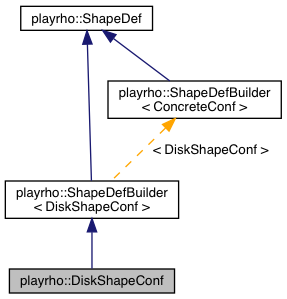 playrho::ShapeDef
playrho::ShapeDefBuilder
< ConcreteConf >
< DiskShapeConf >
playrho::ShapeDefBuilder
< DiskShapeConf >
playrho::DiskShapeConf